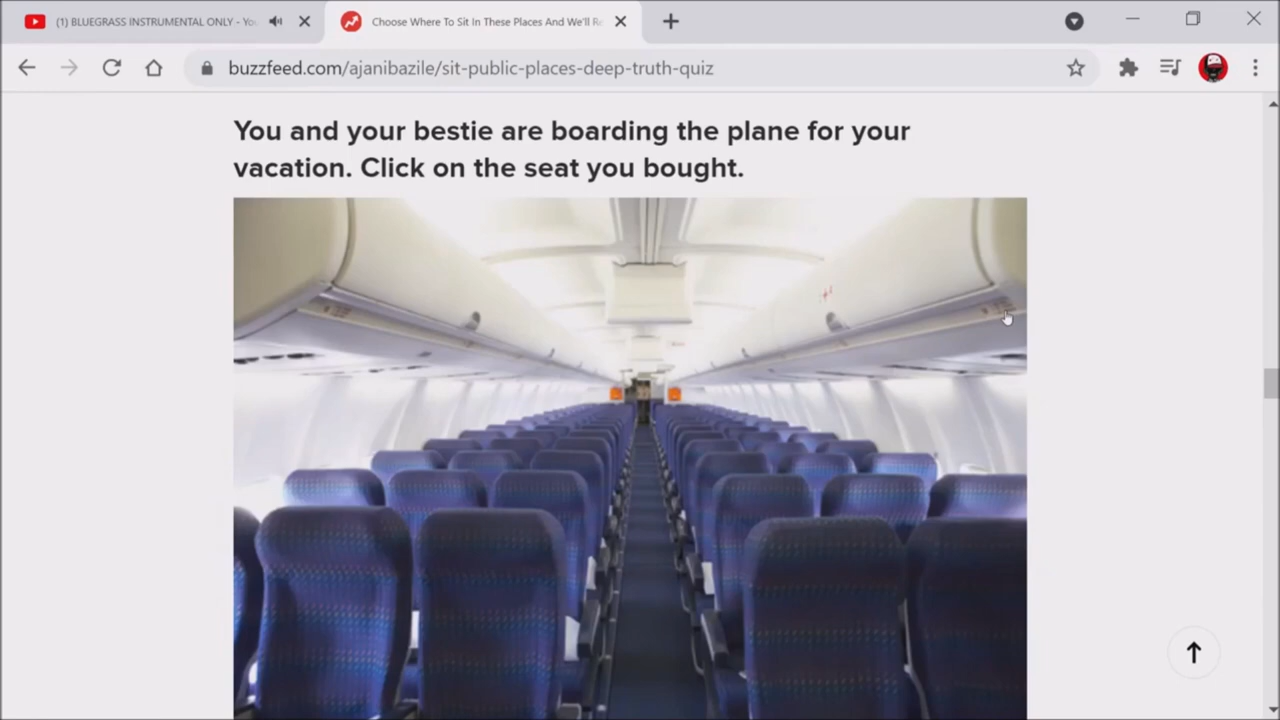 (1) BLUEGRASS INSTRUMENTAL ONLY - Yo
Choose Where To Sit In These Places And We'll Re
buzzfeed.com/ajanibazile/sit-public-places-deep-truth-quiz
You and your bestie are boarding the plane for your
vacation. Click on the seat you bought.